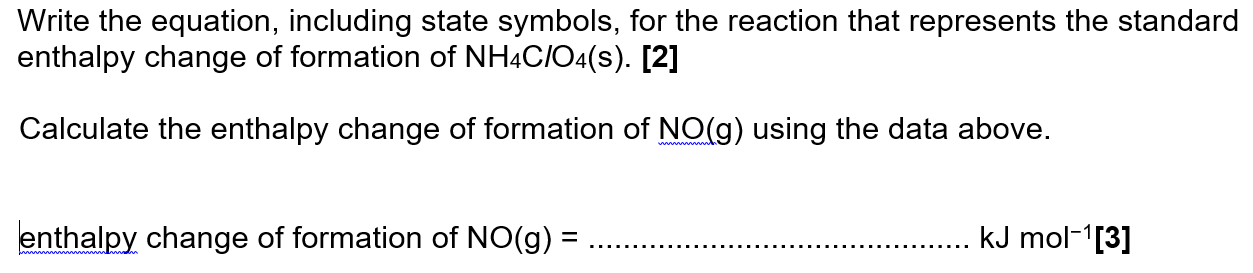 Write the equation, including state symbols, for the reaction that represents the standard
enthalpy change of formation of NH4ClO4(s). [2]
Calculate the enthalpy change of formation of NO(g) using the data above.
enthalpy change of formation of NO(g) = .......................................... kJ mol−1[3]